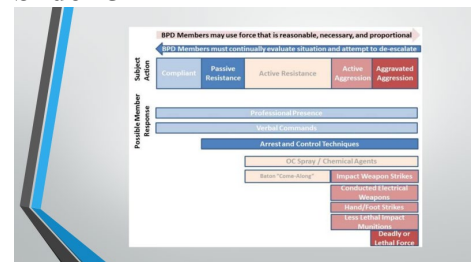 BPD Members may use force that is reasonable, necessary, and proportional
BPD Members must continually evaluate situation and attempt to de-escalate
Subject Action
Compliant
Passive Resistance
Active Resistance
Active Aggression
Aggravated Aggression
Possible Member Response
Professional Presence
Verbal Commands
Arrest and Control Techniques
OC Spray / Chemical Agents
Baton "Come-Along"
Impact Weapon Strikes
Conducted Electrical
Weapons
Hand/Foot Strikes
Less Lethal Impact
Munitions
Deadly or
Lethal Force